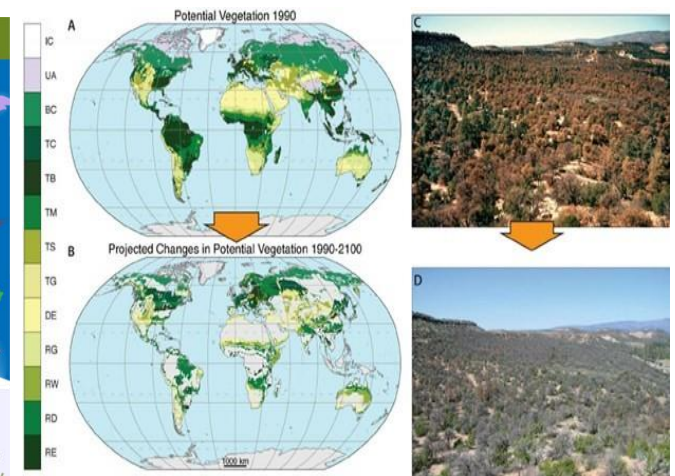 A
Potential Vegetation 1990
B
Projected Changes in Potential Vegetation 1990-2100
1000 km
IC
UA
BC
TC
TB
TM
TS
TG
DE
RG
RW
RD
RE
C
D